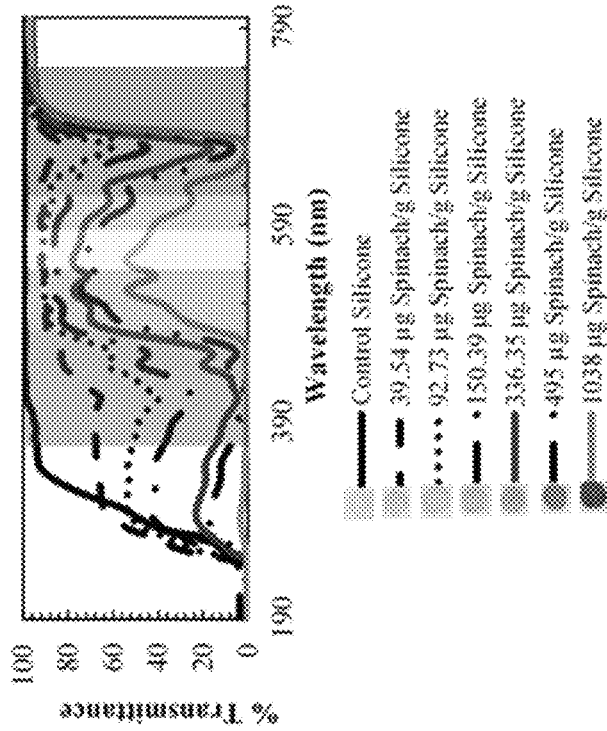 % Transmittance
100
80
60
40
20
0
190
390
590
790
Wavelength (nm)
Control Silicone
39.54 µg Spinach/g Silicone
92.73 µg Spinach/g Silicone
150.39 µg Spinach/g Silicone
336.35 µg Spinach/g Silicone
495 µg Spinach/g Silicone
1038 µg Spinach/g Silicone